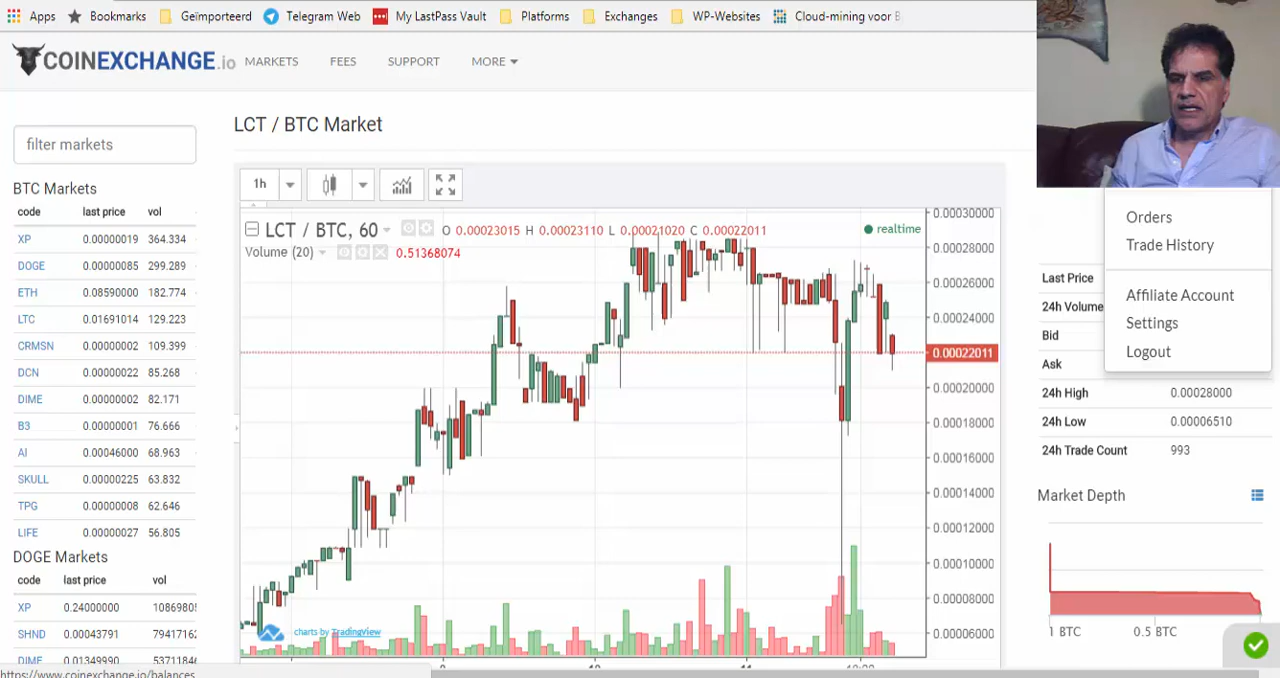 Apps Bookmarks Geïmporteerd Telegram Web My LastPass Vault Platforms Exchanges WP-Websites Cloud-mining voor B
COINEXCHANGE.io MARKETS FEES SUPPORT MORE
LCT / BTC Market
filter markets
BTC Markets
code last price vol
XP 0.00000019 364.334
DOGE 0.00000085 299.289
ETH 0.08590000 182.774
LTC 0.01691014 129.223
CRMSN 0.00000002 109.399
DCN 0.00000022 85.268
DIME 0.00000002 82.171
B3 0.00000001 76.666
AI 0.00046000 68.963
SKULL 0.00000225 63.832
TPG 0.00000008 62.646
LIFE 0.00000027 56.805
DOGE Markets
code last price vol
XP 0.24000000 1086980
SHND 0.00043791 79417162
DIME 0.01349990 5371184
https://www.coinexchange.io/balances
1h
LCT / BTC, 60 O 0.00023015 H 0.00023110 L 0.00021020 C 0.00022011
realtime
Volume (20) 0.51368074
0.00030000
0.00028000
0.00026000
0.00024000
0.00022011
0.00020000
0.00018000
0.00016000
0.00014000
0.00012000
0.00010000
0.00008000
0.00006000
charts by TradingView
9 10 11
Orders
Trade History
Affiliate Account
Settings
Logout
Last Price
24h Volume
Bid
Ask
24h High 0.00028000
24h Low 0.00006510
24h Trade Count 993
Market Depth
1 BTC 0.5 BTC